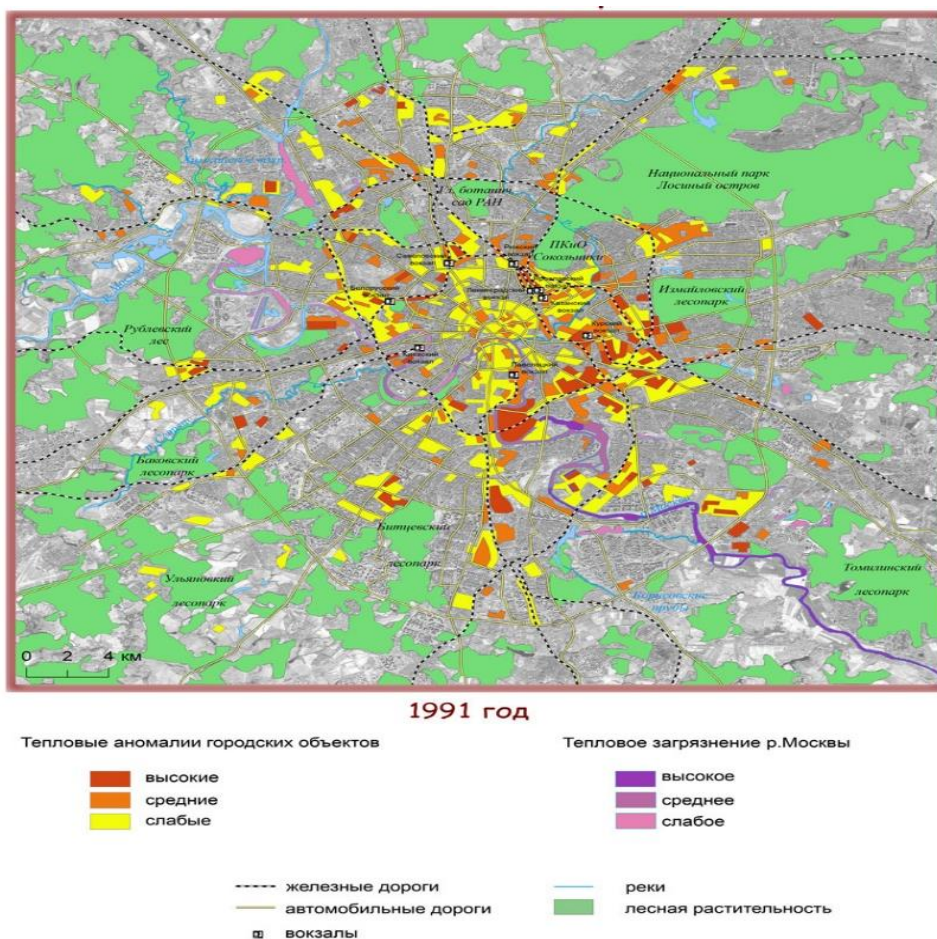 Гл. ботанич.
сад РАН
Национальный парк
Лосиный остров
ПКиО
Сокольники
Измайловский
лесопарк
Рублевский
лес
Баковский
лесопарк
Битцевский
лесопарк
Ульяновский
лесопарк
Томилинский
лесопарк
0 2 4 км
1991 год
Тепловые аномалии городских объектов
высокие
средние
слабые
Тепловое загрязнение р.Москвы
высокое
среднее
слабое
железные дороги
автомобильные дороги
вокзалы
реки
лесная растительность